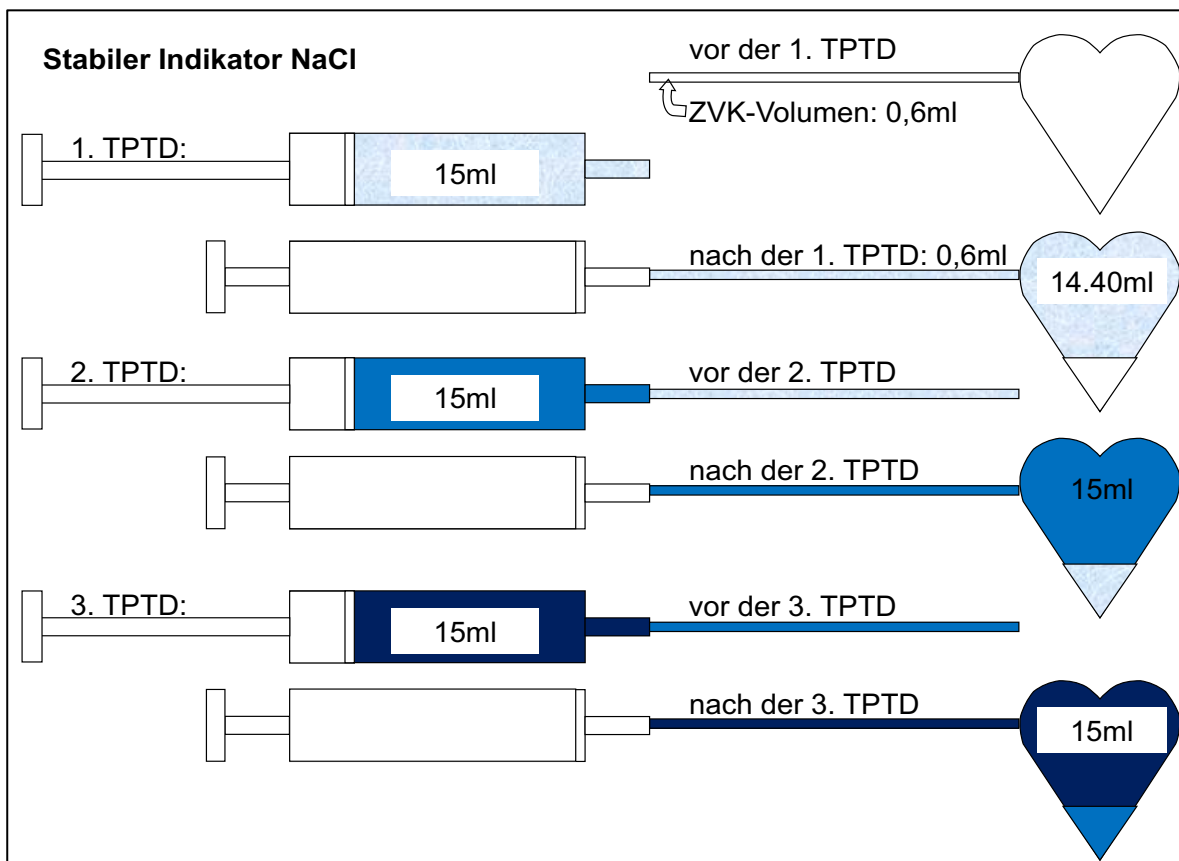 Stabiler Indikator NaCl
vor der 1. TPTD
ZVK-Volumen: 0,6ml
1. TPTD:
15ml
nach der 1. TPTD: 0,6ml
14.40ml
2. TPTD:
15ml
vor der 2. TPTD
nach der 2. TPTD
15ml
3. TPTD:
15ml
vor der 3. TPTD
nach der 3. TPTD
15ml